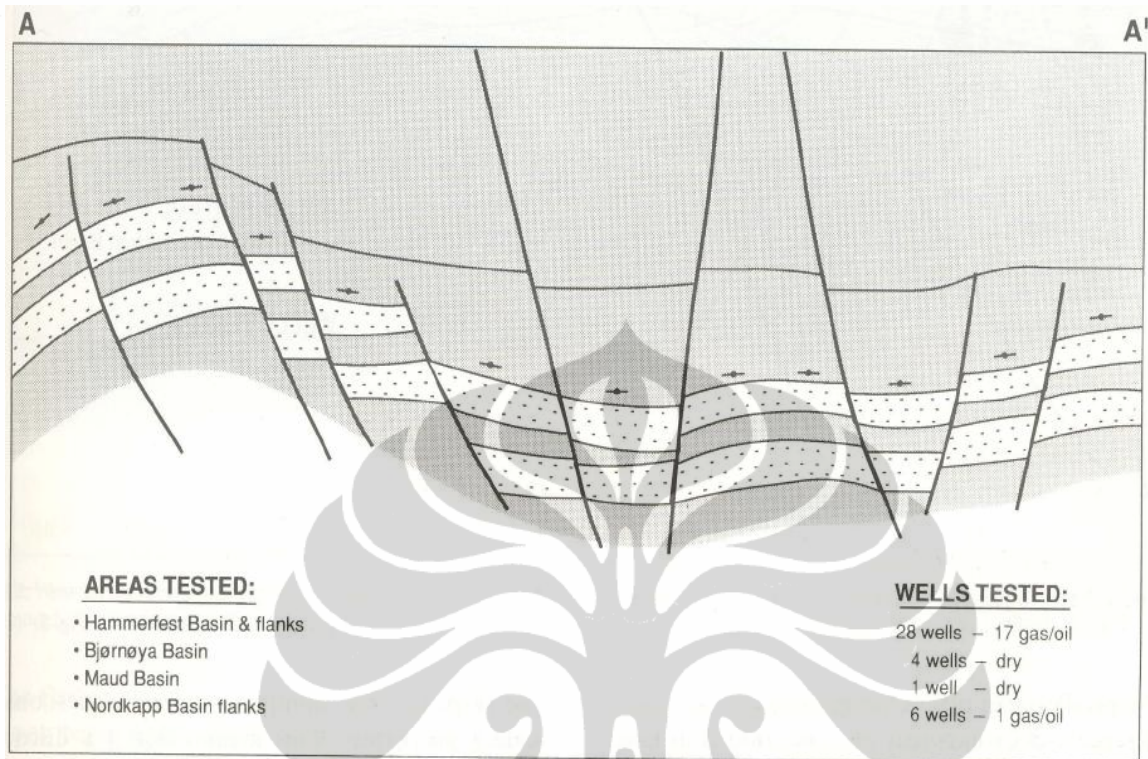 A
A'
AREAS TESTED:
• Hammerfest Basin & flanks
• Bjørnøya Basin
• Maud Basin
• Nordkapp Basin flanks
WELLS TESTED:
28 wells – 17 gas/oil
4 wells – dry
1 well – dry
6 wells – 1 gas/oil